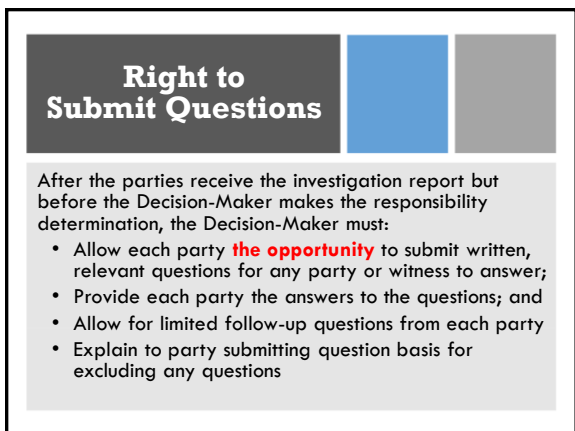 Right to
Submit Questions
After the parties receive the investigation report but
before the Decision-Maker makes the responsibility
determination, the Decision-Maker must:
• Allow each party the opportunity to submit written,
relevant questions for any party or witness to answer;
• Provide each party the answers to the questions; and
• Allow for limited follow-up questions from each party
• Explain to party submitting question basis for
excluding any questions